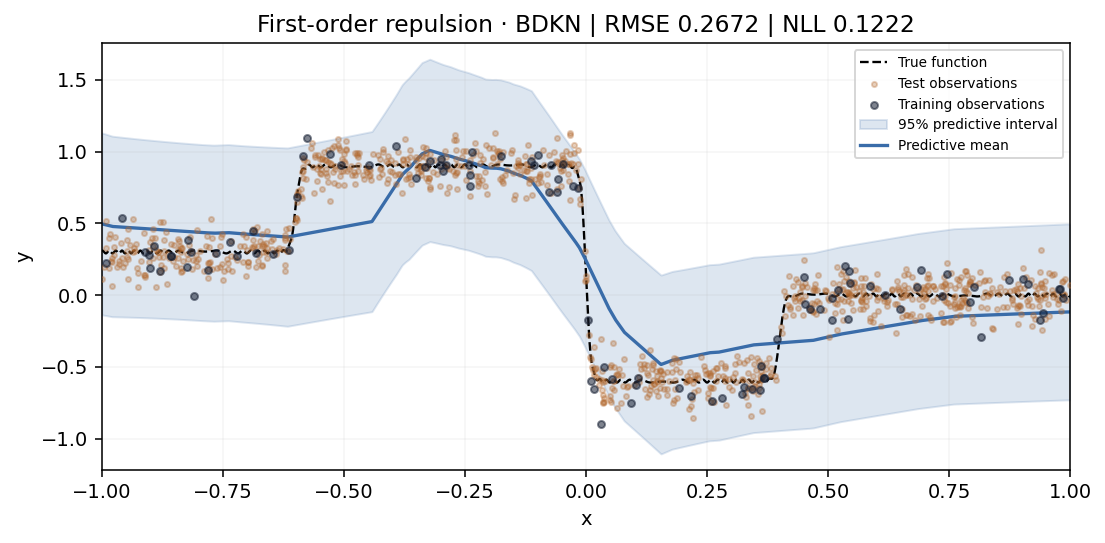 First-order repulsion · BDKN | RMSE 0.2672 | NLL 0.1222
True function
Test observations
Training observations
95% predictive interval
Predictive mean
y
1.5
1.0
0.5
0.0
−0.5
−1.0
−1.00 −0.75 −0.50 −0.25 0.00 0.25 0.50 0.75 1.00
x